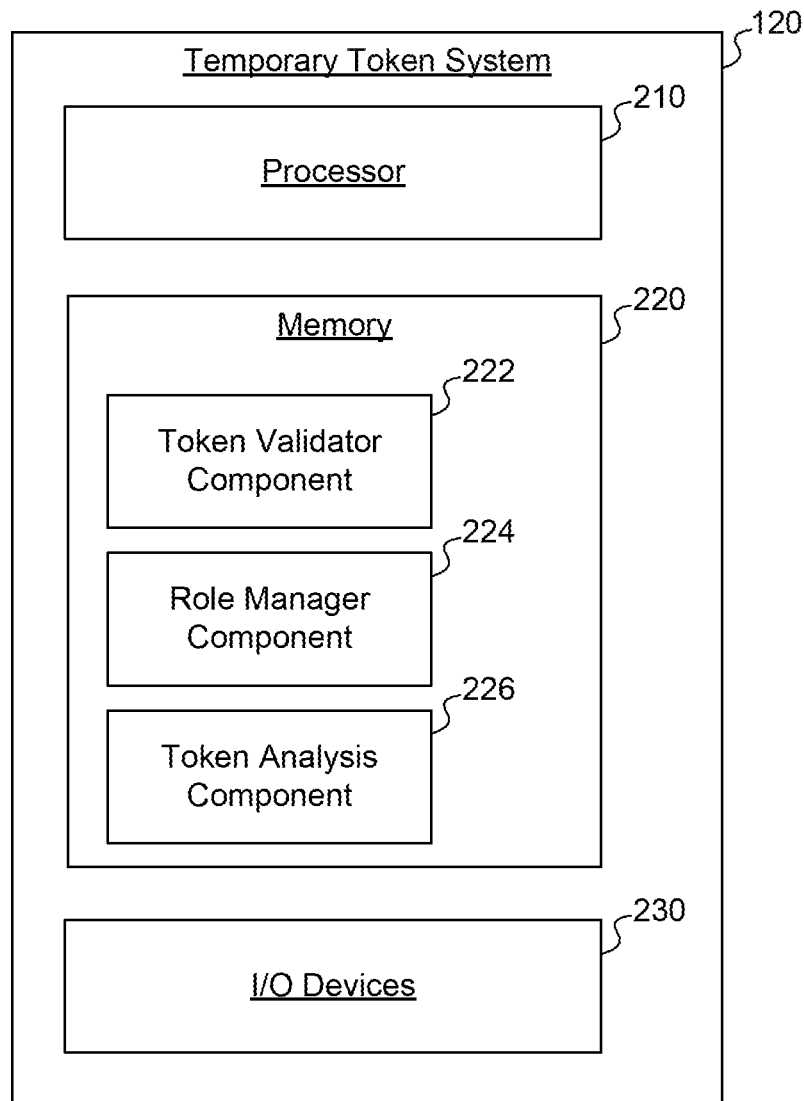 120
Temporary Token System
210
Processor
220
Memory
222
Token Validator
Component
224
Role Manager
Component
226
Token Analysis
Component
230
I/O Devices